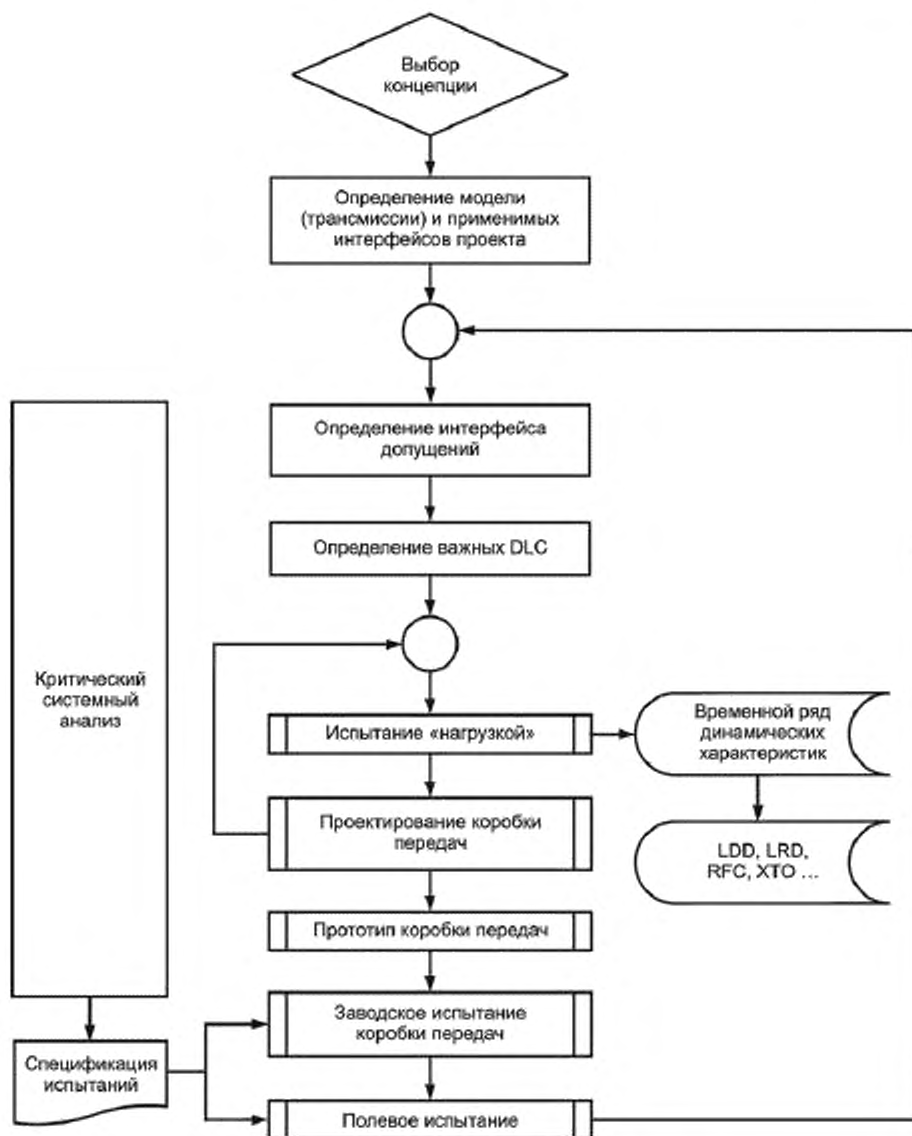 Выбор
концепции
Определение модели
(трансмиссии) и применимых
интерфейсов проекта
Определение интерфейса
допущений
Определение важных DLC
Критический
системный
анализ
Испытание «нагрузкой»
Временной ряд
динамических
характеристик
Проектирование коробки
передач
LDD, LRD,
RFC, XTO ...
Прототип коробки передач
Заводское испытание
коробки передач
Спецификация
испытаний
Полевое испытание